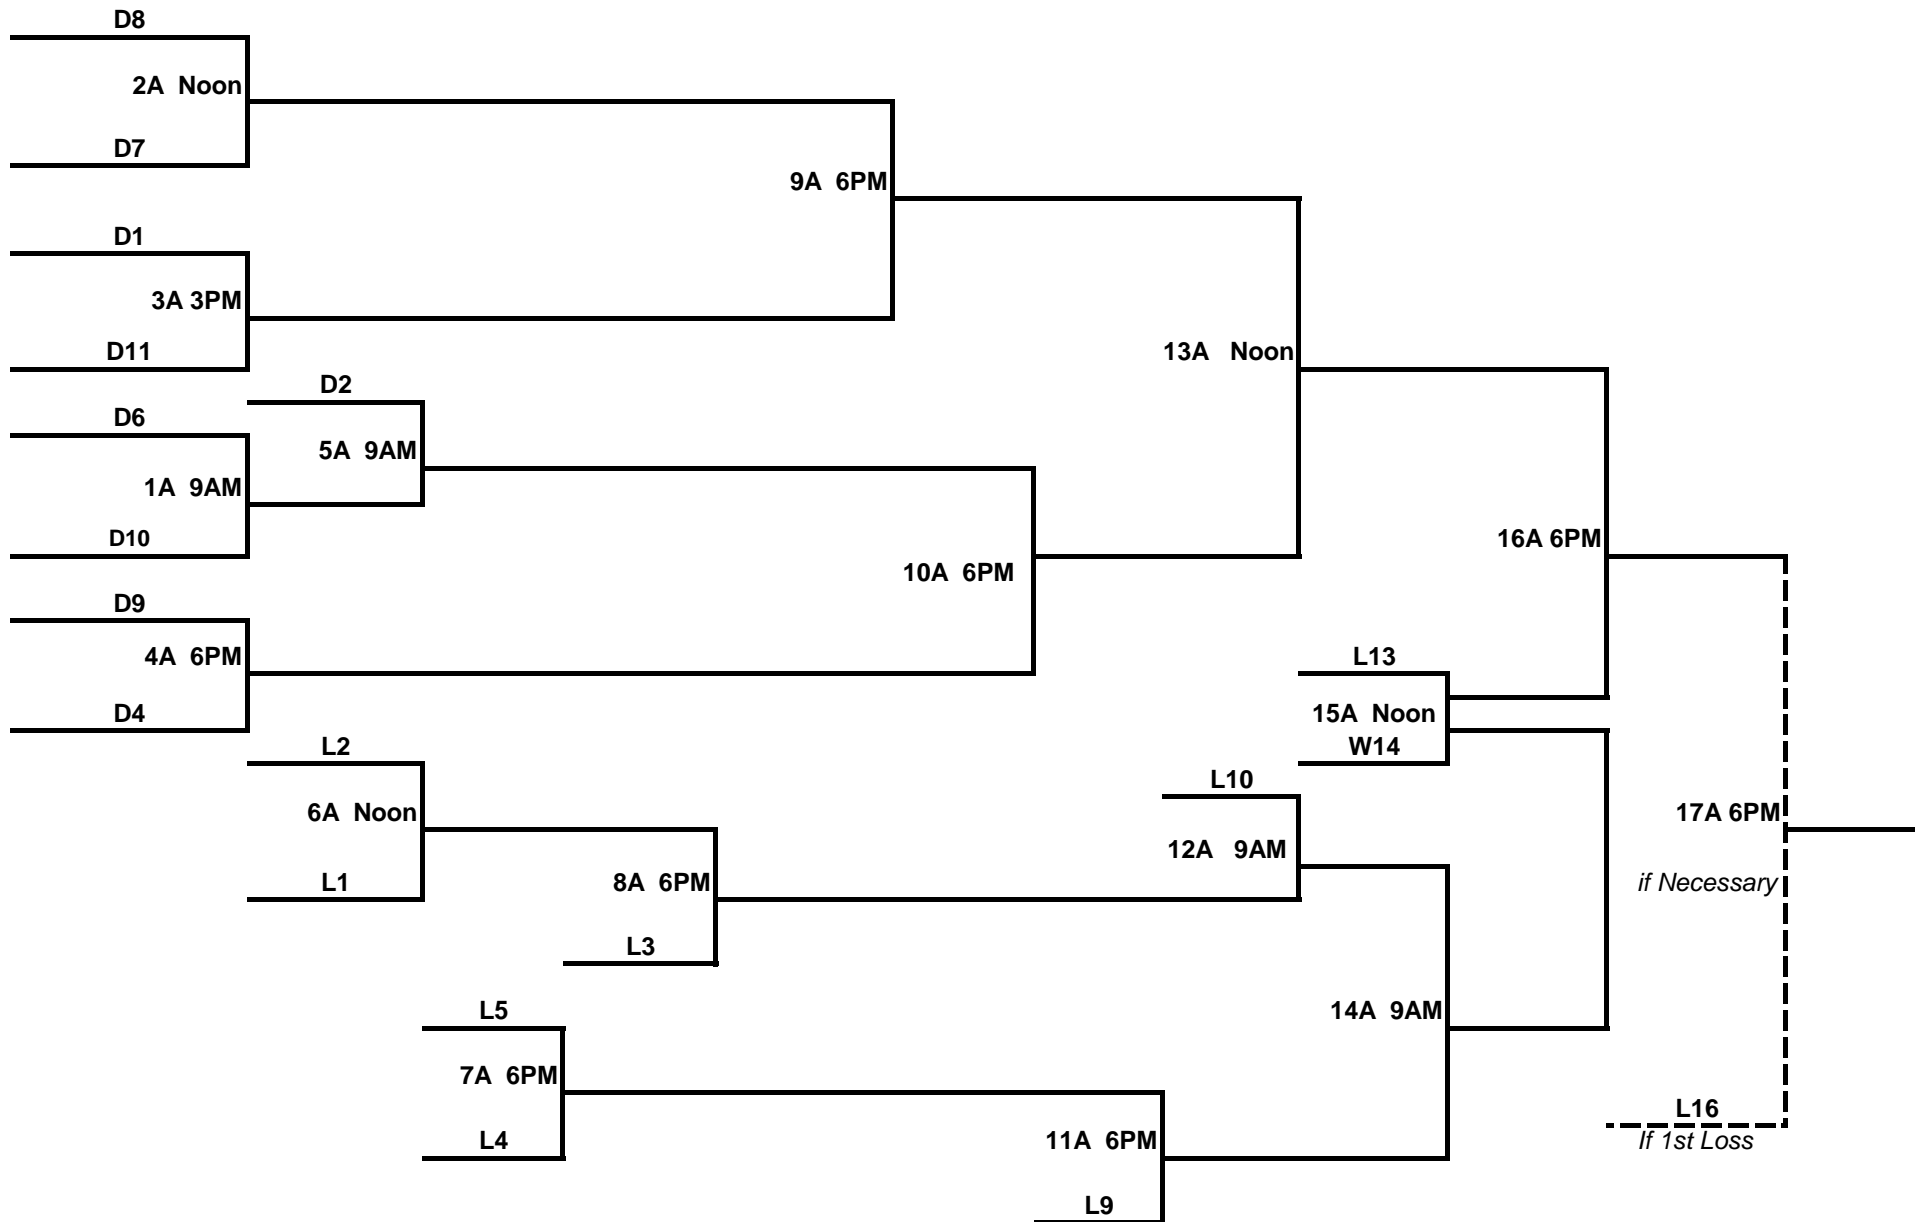 D8
2A Noon
D7
9A 6PM
D1
3A 3PM
D11
13A Noon
D2
D6
5A 9AM
1A 9AM
D10
16A 6PM
10A 6PM
D9
4A 6PM
L13
D4
15A Noon
L2
W14
L10
6A Noon
17A 6PM
12A 9AM
L1
8A 6PM
if Necessary
L3
L5
14A 9AM
7A 6PM
L16
L4
11A 6PM
If 1st Loss
L9